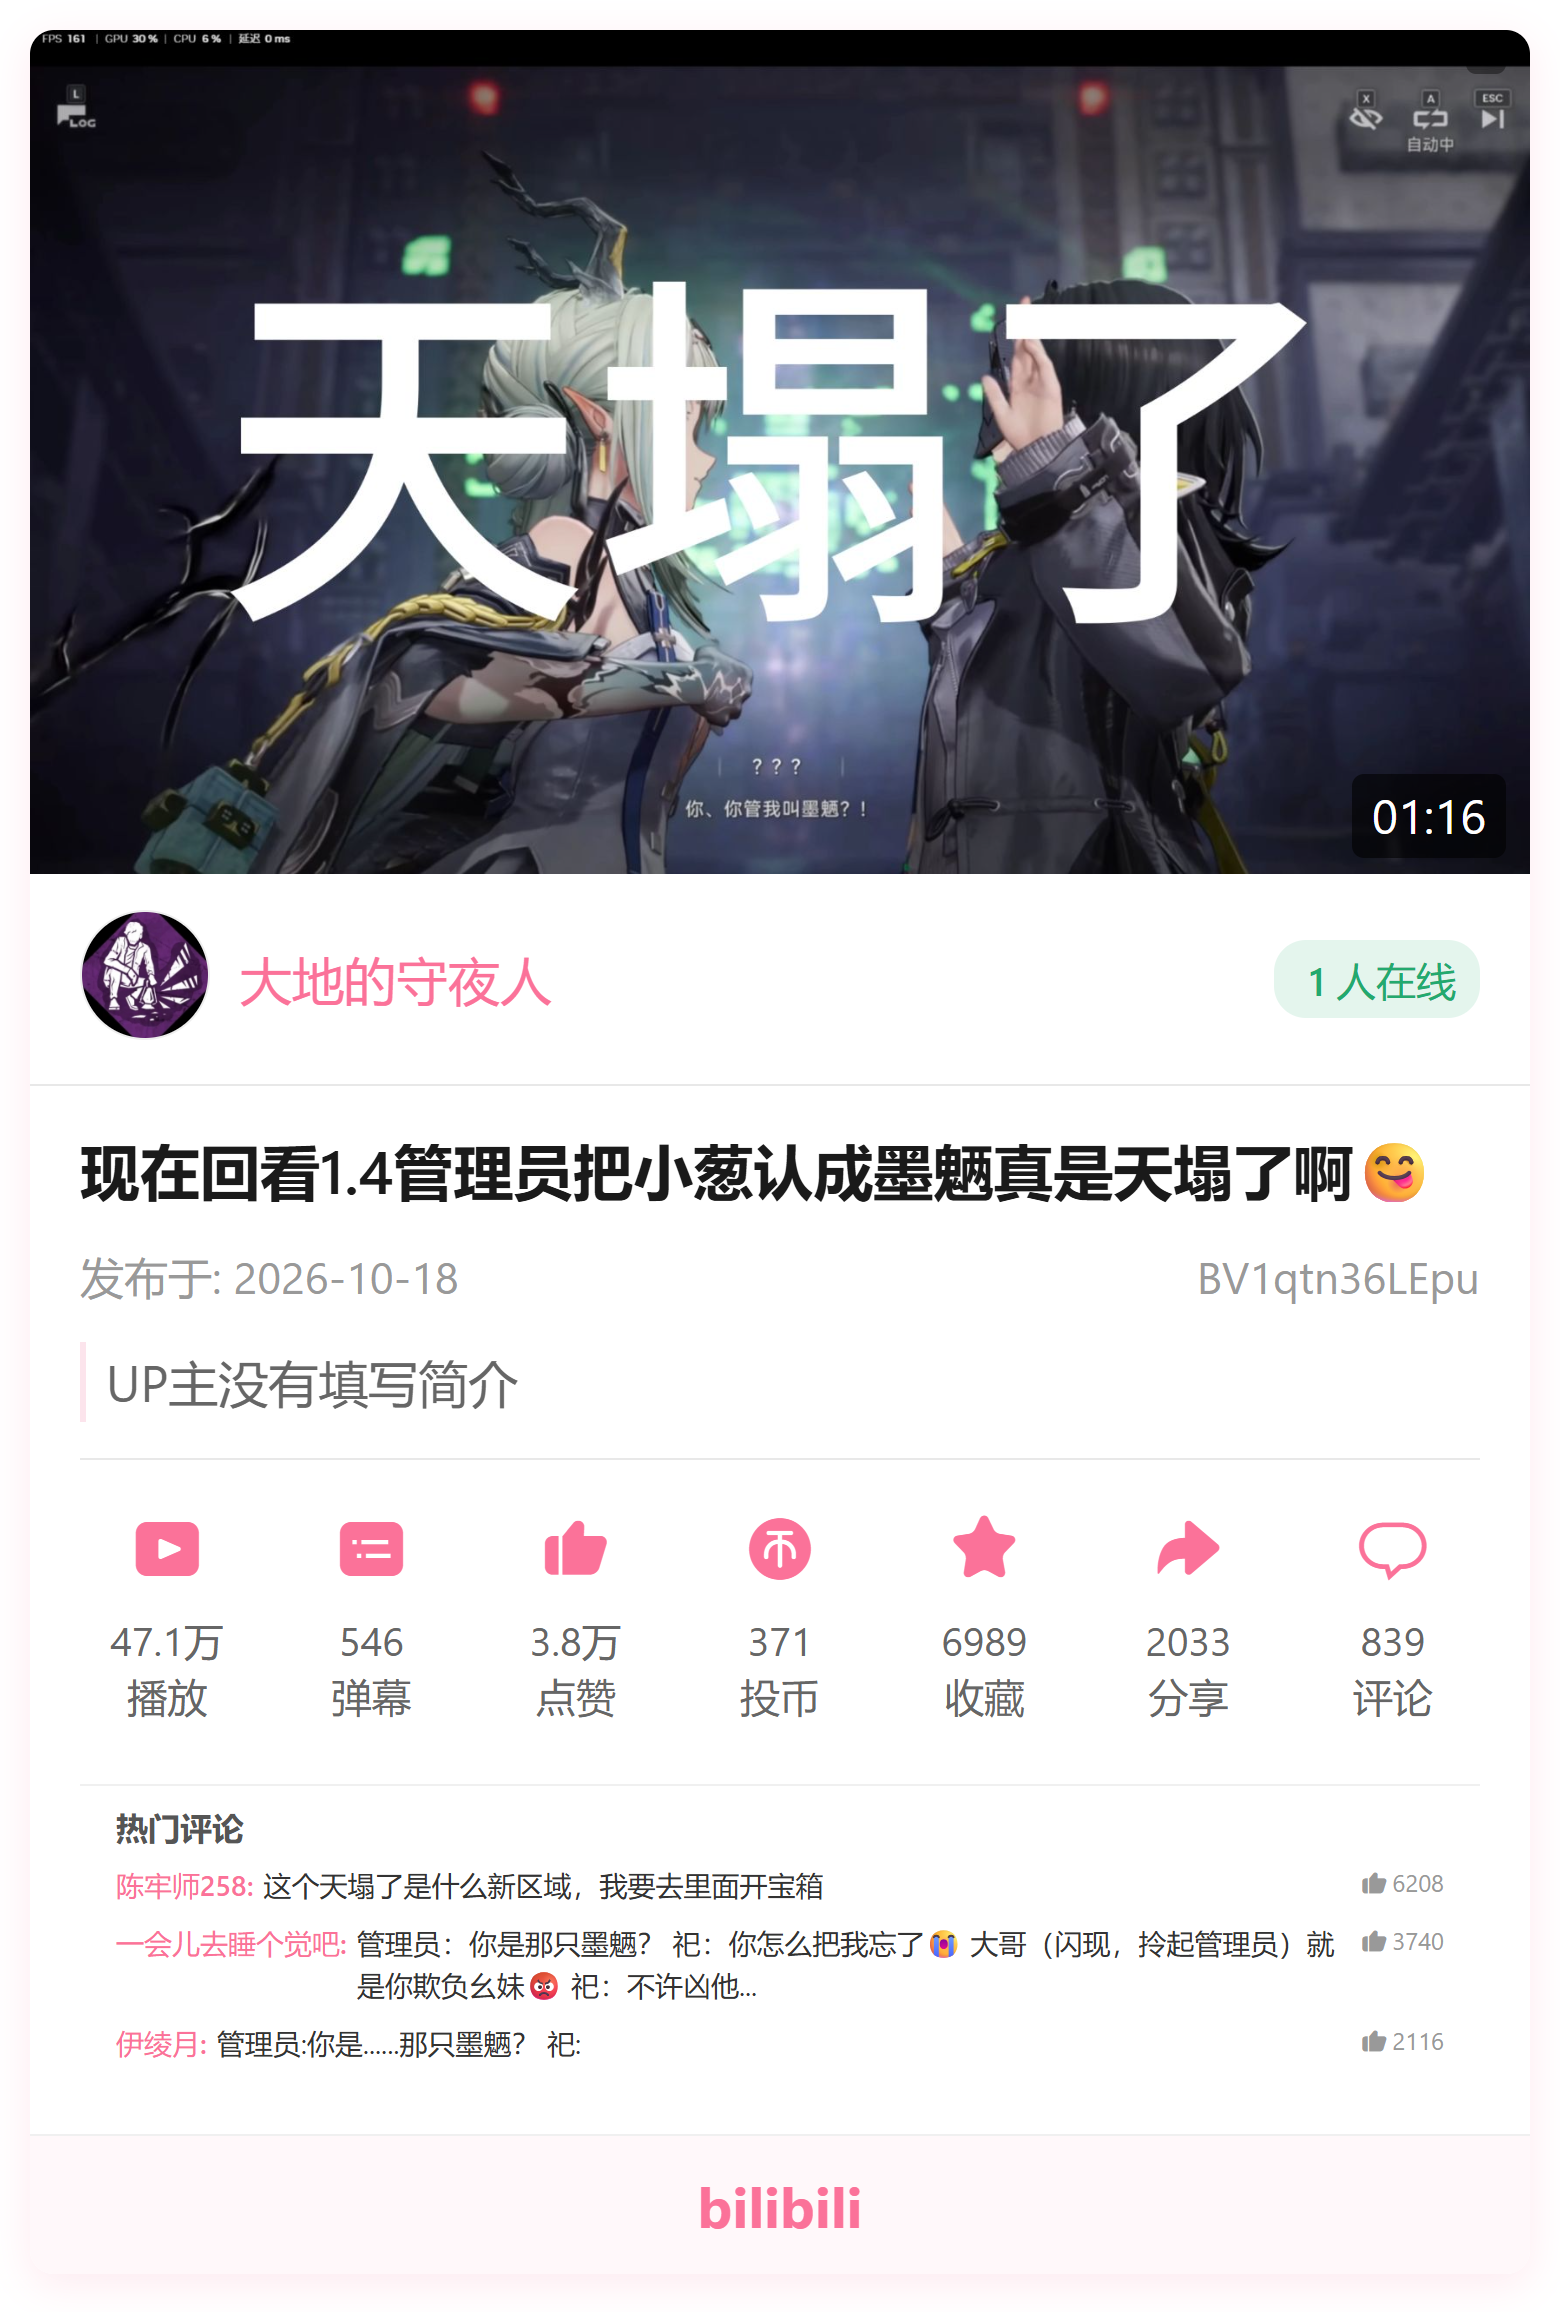 FPS 161 | GPU 30% | CPU 6% | 延迟 0 ms
L
LOG
X
A
ESC
自动中
天塌了
???
你、你管我叫墨魉?!
01:16
大地的守夜人
1 人在线
现在回看1.4管理员把小葱认成墨魉真是天塌了啊😋
发布于: 2026-10-18
BV1qtn36LEpu
UP主没有填写简介
47.1万
播放
546
弹幕
3.8万
点赞
371
投币
6989
收藏
2033
分享
839
评论
热门评论
陈牢师258: 这个天塌了是什么新区域，我要去里面开宝箱
6208
一会儿去睡个觉吧: 管理员：你是那只墨魉？ 祀：你怎么把我忘了😭 大哥（闪现，拎起管理员）就
是你欺负幺妹😡 祀：不许凶他...
3740
伊绫月: 管理员:你是......那只墨魉？ 祀:
2116
bilibili